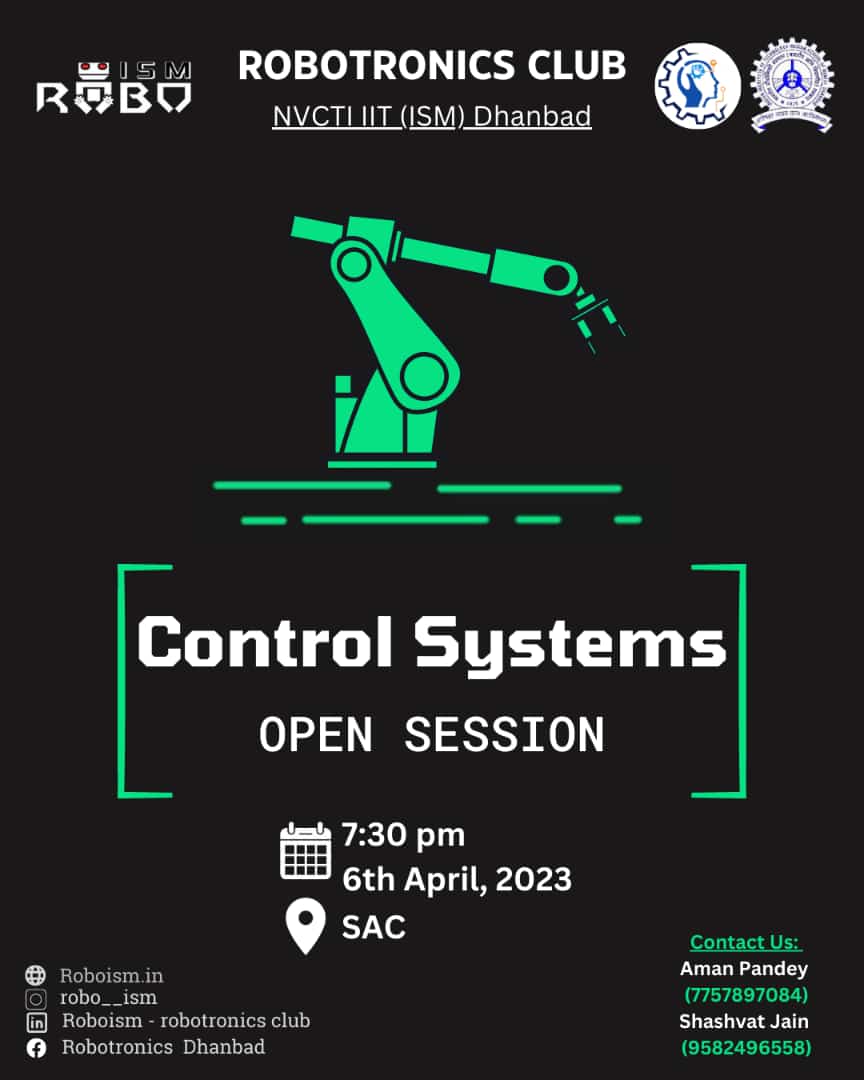 ISM
ROBO
ROBOTRONICS CLUB
NVCTI IIT (ISM) Dhanbad
Control Systems
OPEN SESSION
7:30 pm
6th April, 2023
SAC
Roboism.in
robo__ism
Roboism - robotronics club
Robotronics Dhanbad
Contact Us:
Aman Pandey
(7757897084)
Shashvat Jain
(9582496558)